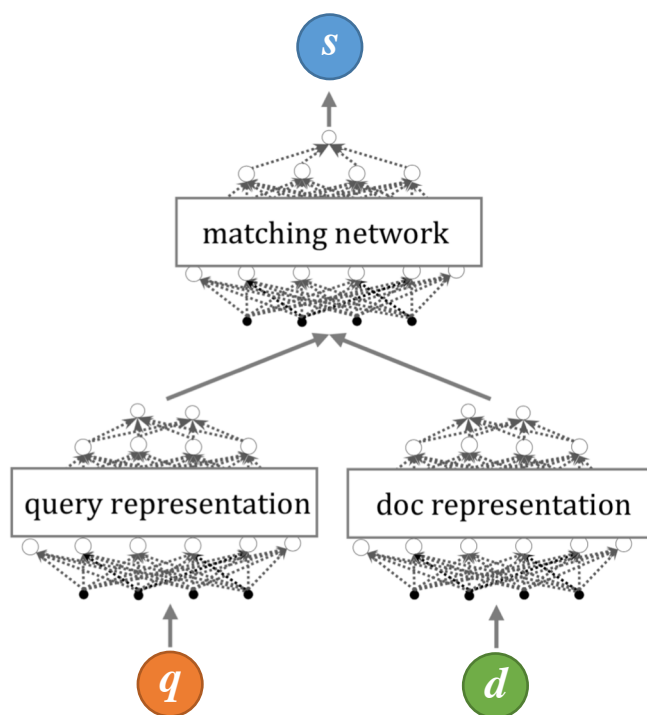 s
matching network
query representation
doc representation
q
d